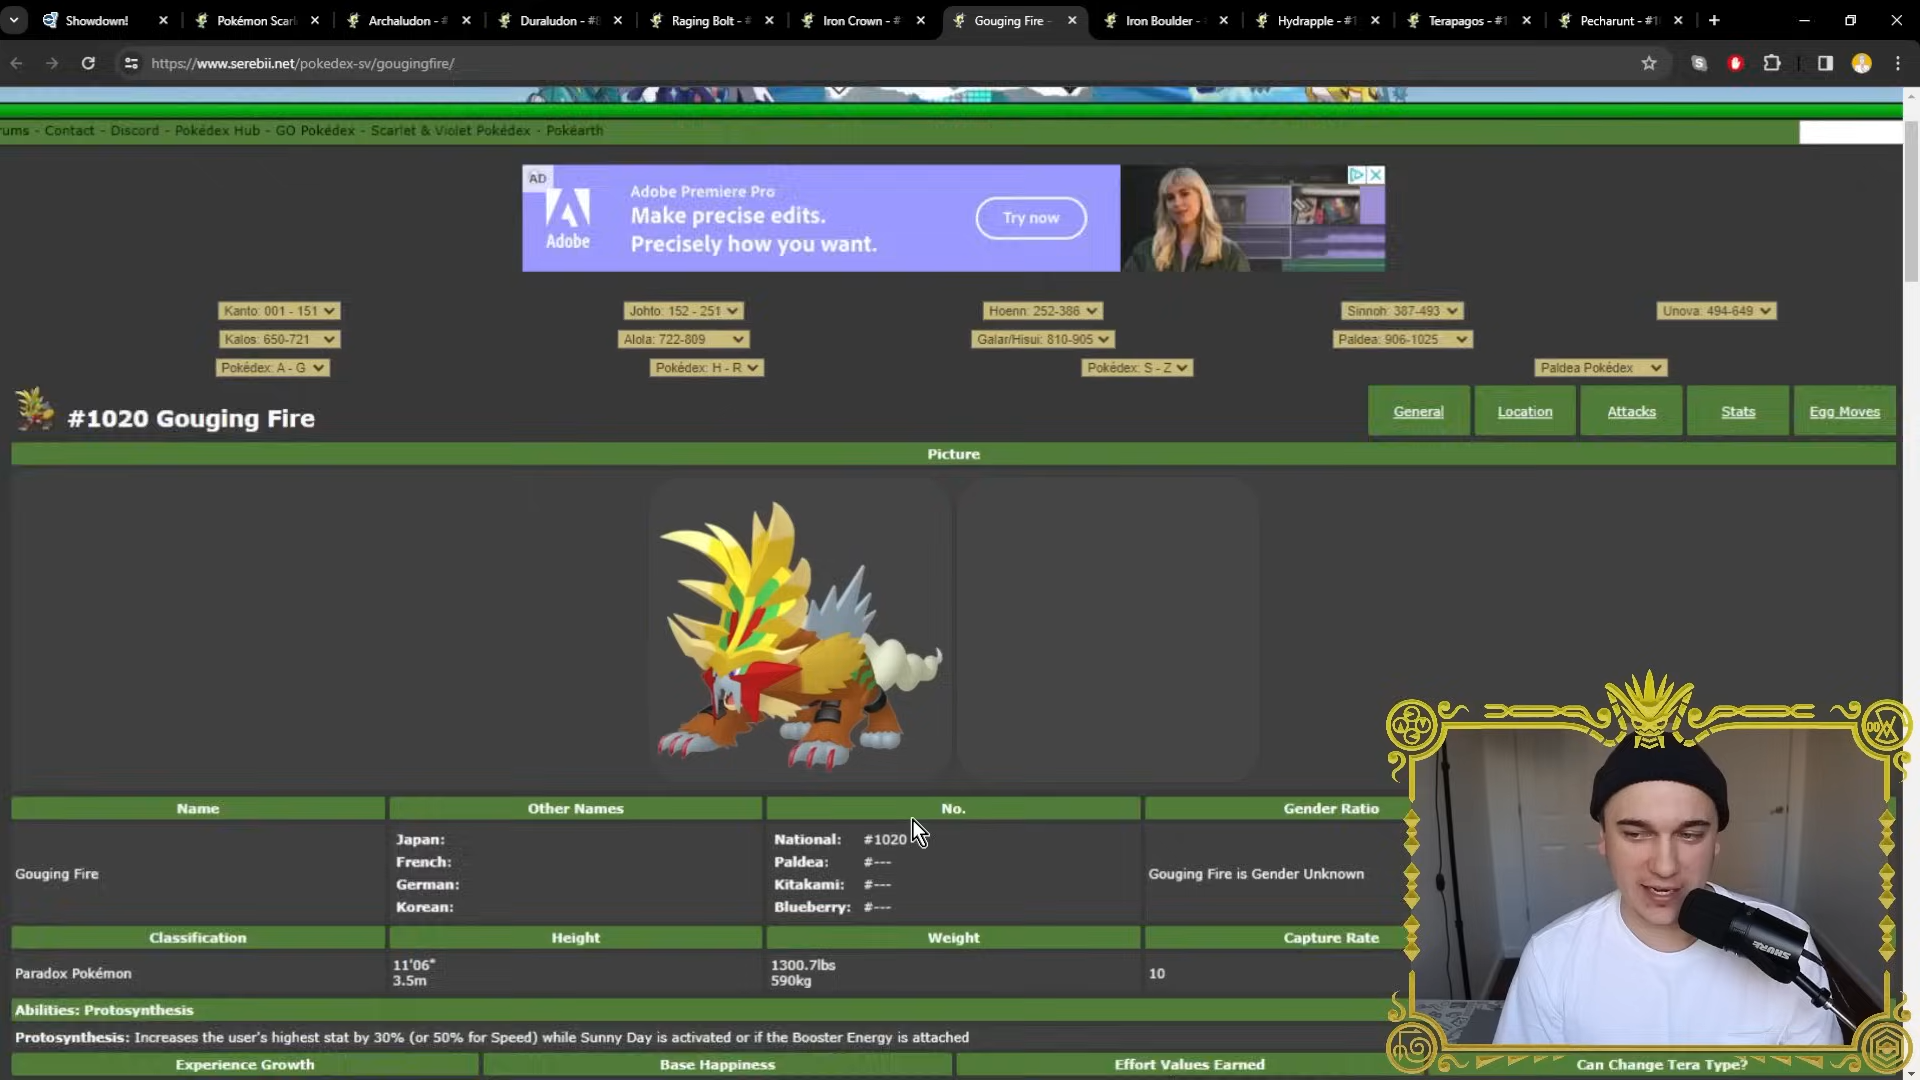 Showdown!
Pokémon Scarl
Archaludon - #
Duraludon - #8
Raging Bolt - #
Iron Crown - #
Gouging Fire -
Iron Boulder -
Hydrapple - #1
Terapagos - #1
Pecharunt - #1
https://www.serebii.net/pokedex-sv/gougingfire/
rums - Contact - Discord - Pokédex Hub - GO Pokédex - Scarlet & Violet Pokédex - Pokéarth
AD
Adobe
Adobe Premiere Pro
Make precise edits.
Precisely how you want.
Try now
Kanto: 001 - 151
Johto: 152 - 251
Hoenn: 252-386
Sinnoh: 387-493
Unova: 494-649
Kalos: 650-721
Alola: 722-809
Galar/Hisui: 810-905
Paldea: 906-1025
Pokédex: A - G
Pokédex: H - R
Pokédex: S - Z
Paldea Pokédex
#1020 Gouging Fire
General
Location
Attacks
Stats
Egg Moves
Picture
Name
Other Names
No.
Gender Ratio
Gouging Fire
Japan:
French:
German:
Korean:
National: #1020
Paldea: #---
Kitakami: #---
Blueberry: #---
Gouging Fire is Gender Unknown
Classification
Height
Weight
Capture Rate
Paradox Pokémon
11'06"
3.5m
1300.7lbs
590kg
10
Abilities: Protosynthesis
Protosynthesis: Increases the user's highest stat by 30% (or 50% for Speed) while Sunny Day is activated or if the Booster Energy is attached
Experience Growth
Base Happiness
Effort Values Earned
Can Change Tera Type?
SHURE